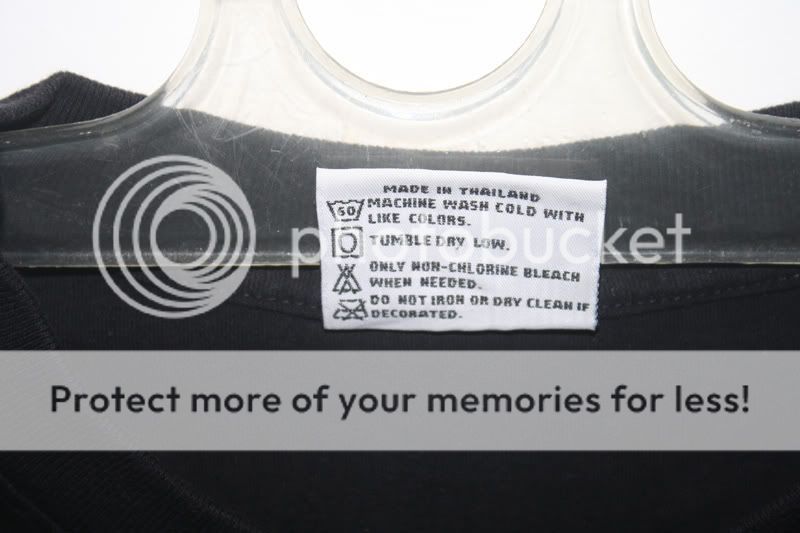 MADE IN THAILAND
60 MACHINE WASH COLD WITH
LIKE COLORS.
TUMBLE DRY LOW.
ONLY NON-CHLORINE BLEACH
WHEN NEEDED.
DO NOT IRON OR DRY CLEAN IF
DECORATED.
photobucket
Protect more of your memories for less!